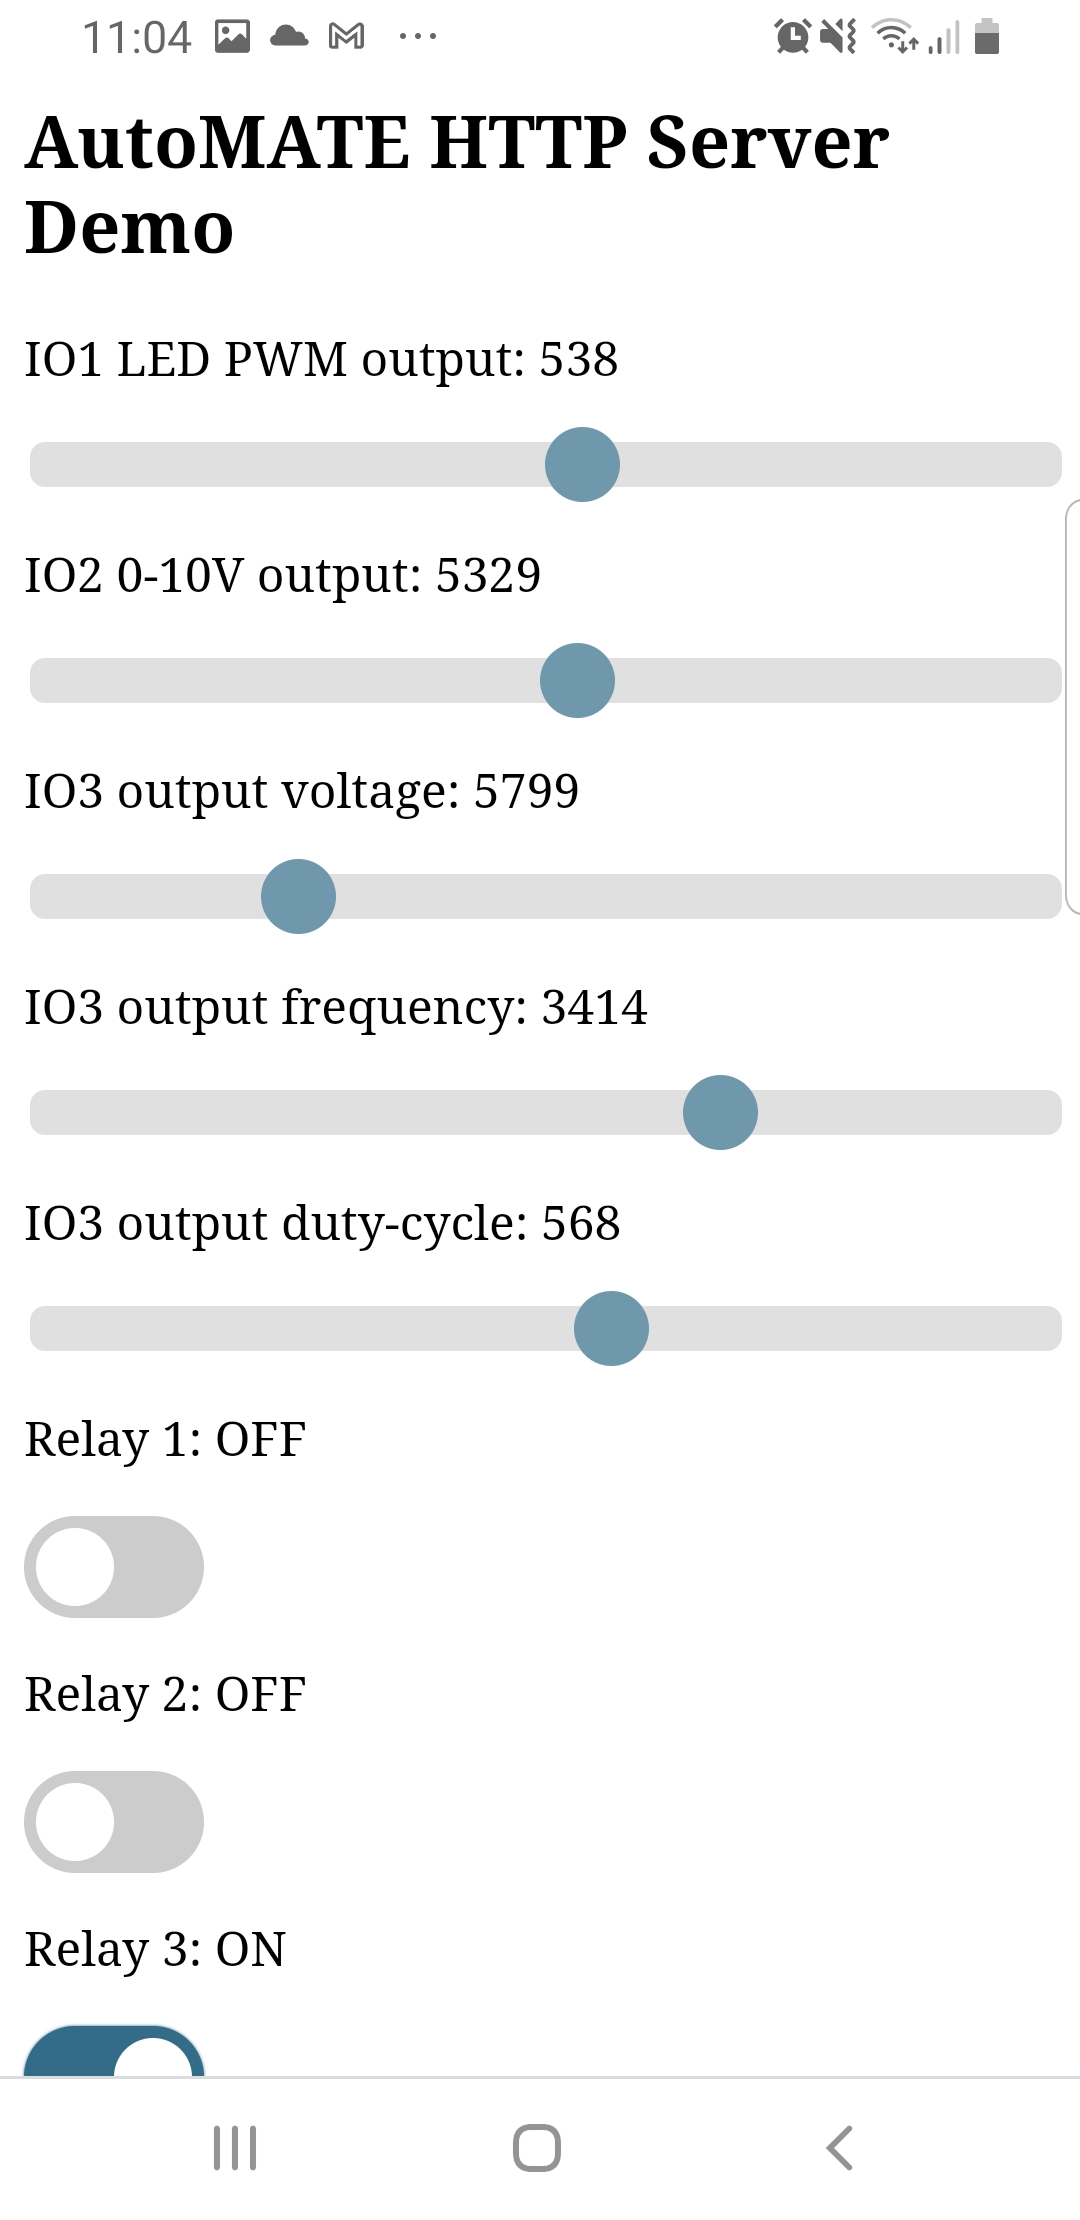 11:04
AutoMATE HTTP Server
Demo
IO1 LED PWM output: 538
IO2 0-10V output: 5329
IO3 output voltage: 5799
IO3 output frequency: 3414
IO3 output duty-cycle: 568
Relay 1: OFF
Relay 2: OFF
Relay 3: ON